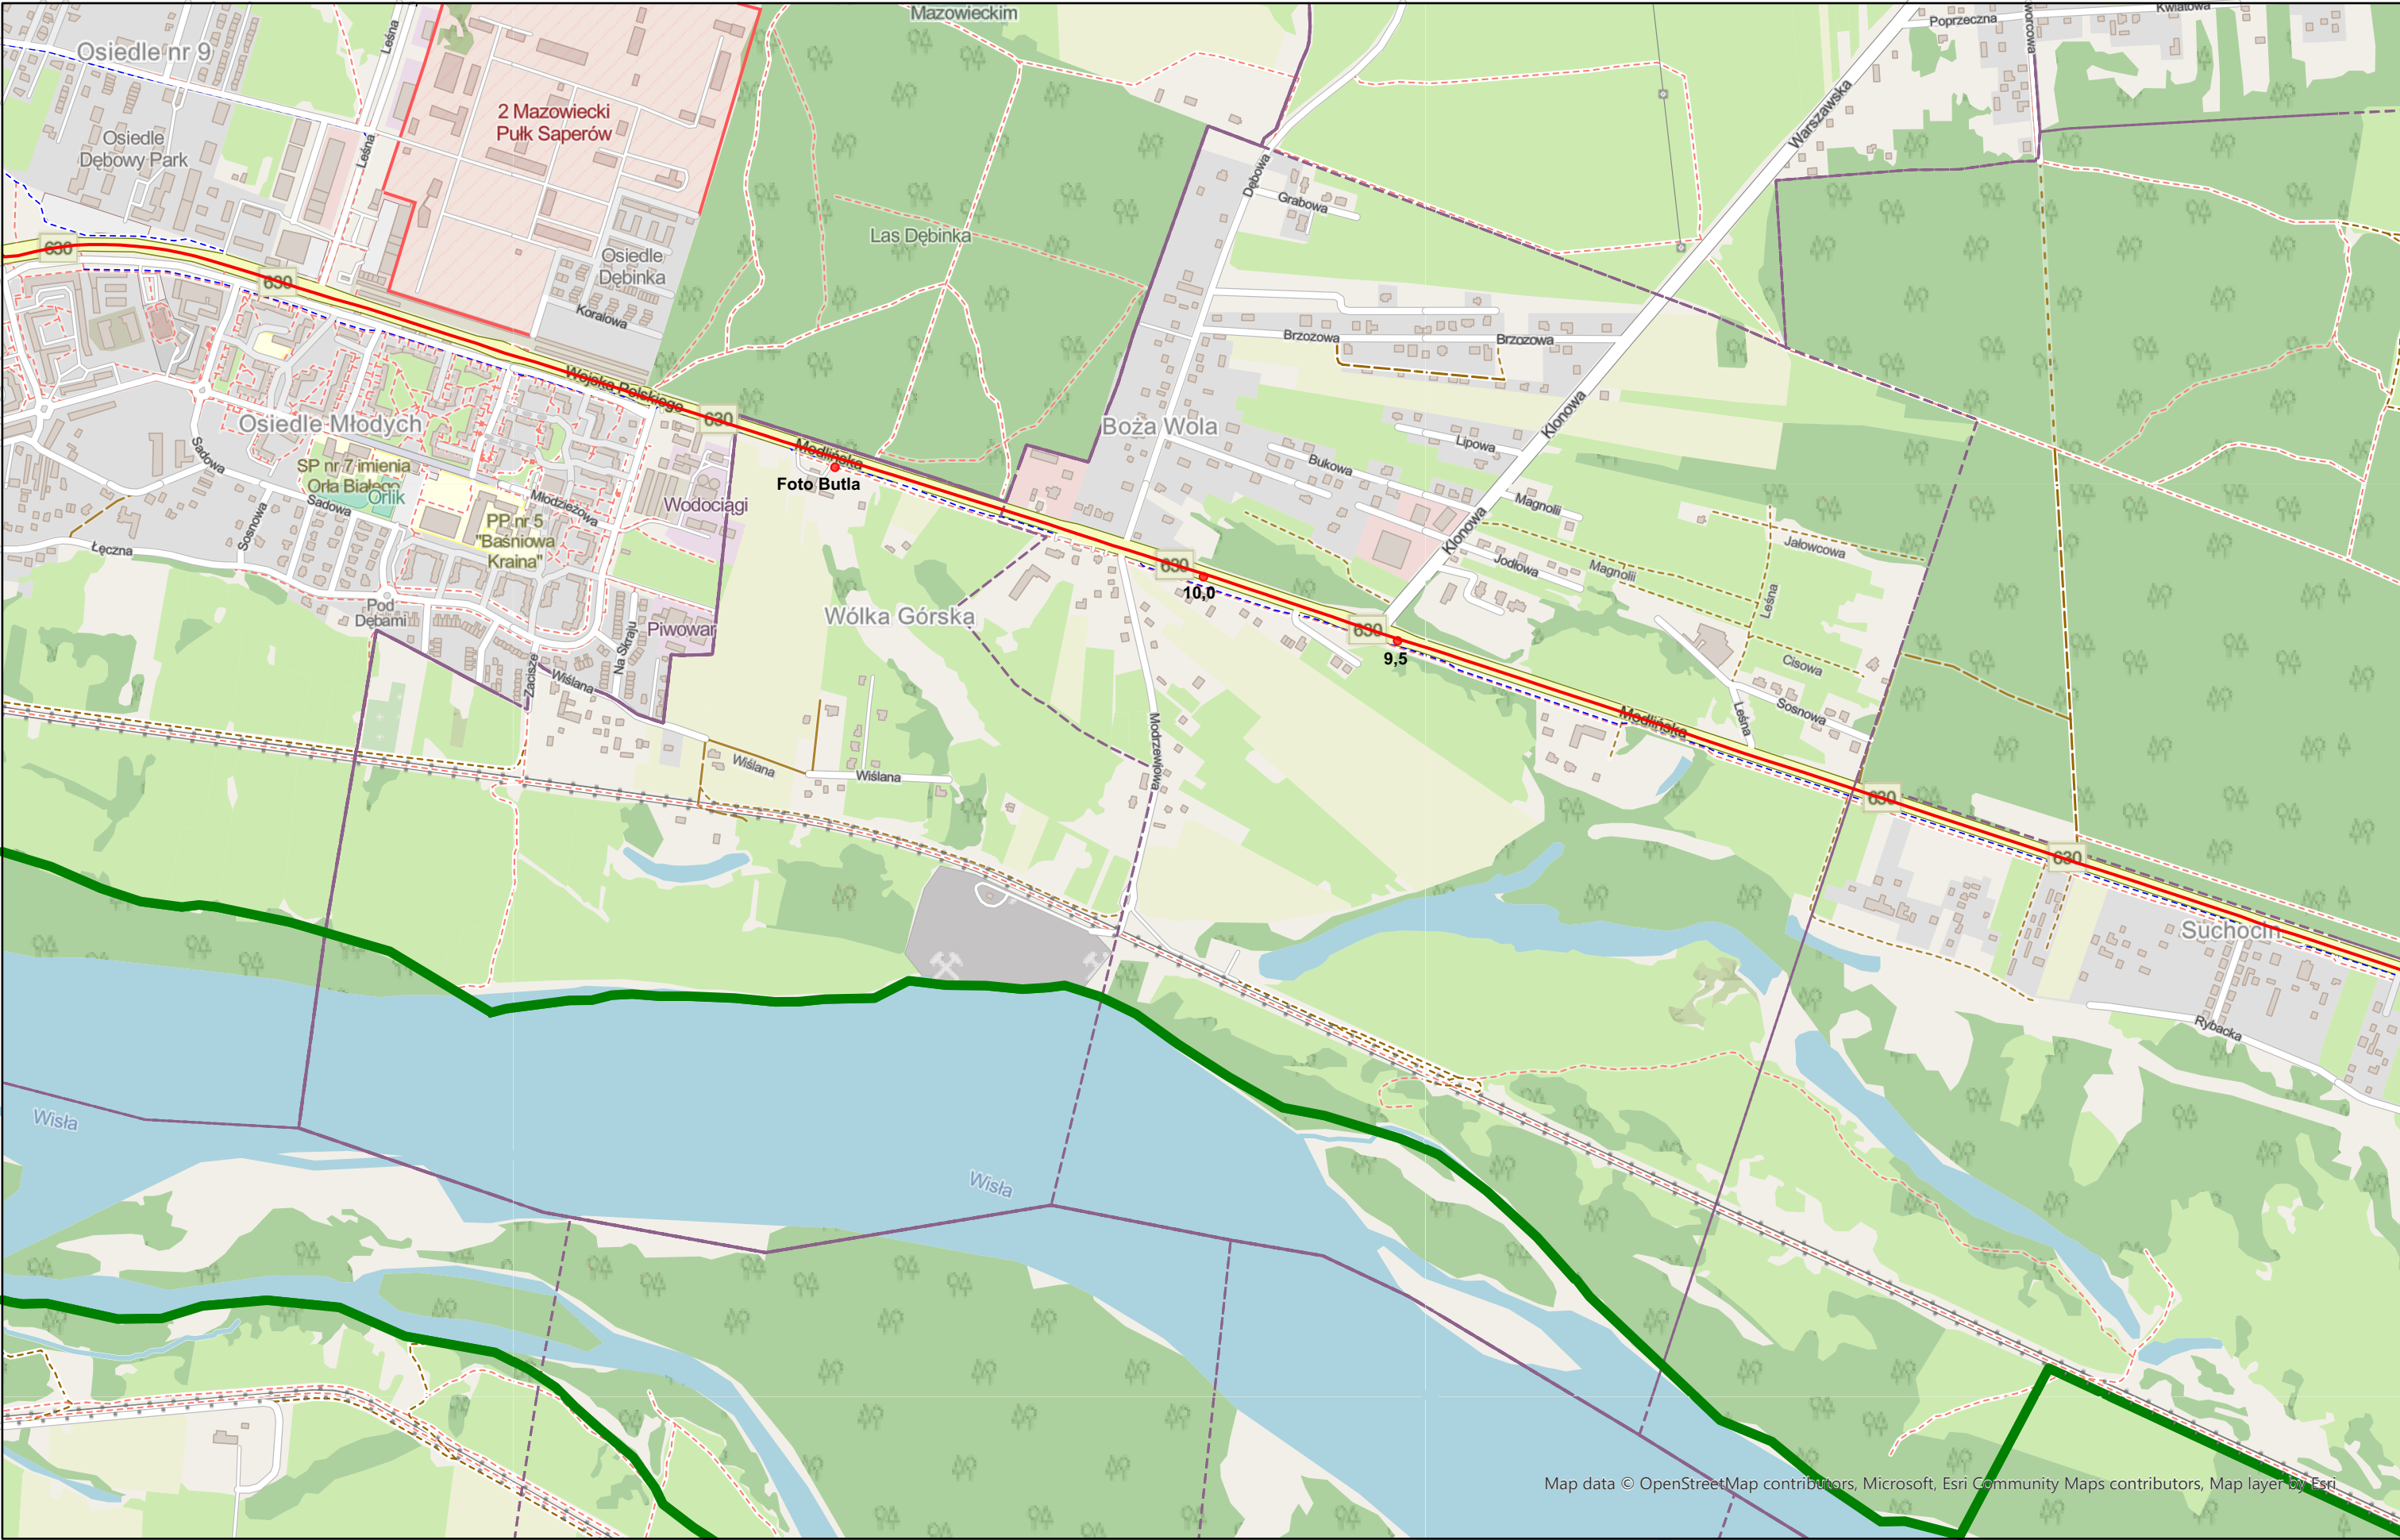 Mazowieckim
Kwiatowa
Poprzeczna
Osiedle nr 9
Leśna
worcowa
2 Mazowiecki
Pułk Saperów
Warszawska
Osiedle
Dębowy Park
Leśna
Dębowa
Grabowa
630
Las Dębinka
Osiedle
Dębinka
630
Koralowa
Brzozowa
Brzozowa
Wojska Polskiego
630
Osiedle Młodych
Boża Wola
Klonowa
Lipowa
Modlińska
Sadowa
SP nr 7 imienia
Orła Białego
Orlik
Foto Butla
Bukowa
Sadowa
Młodzieżowa
Wodociągi
Magnolii
Sosnowa
PP nr 5
"Baśniowa
Kraina"
Klonowa
Łęczna
Jałowcowa
630
Jodłowa
Magnolii
10,0
Leśna
Pod
Dębami
Wólka Górska
Piwowar
630
9,5
Na Skraju
Cisowa
Zacisze
Wiślana
Sosnowa
Leśna
Modlińska
Modrzewiowa
Wiślana
Wiślana
630
630
Suchocin
Rybacka
Wisła
Wisła
Map data © OpenStreetMap contributors, Microsoft, Esri Community Maps contributors, Map layer by Esri